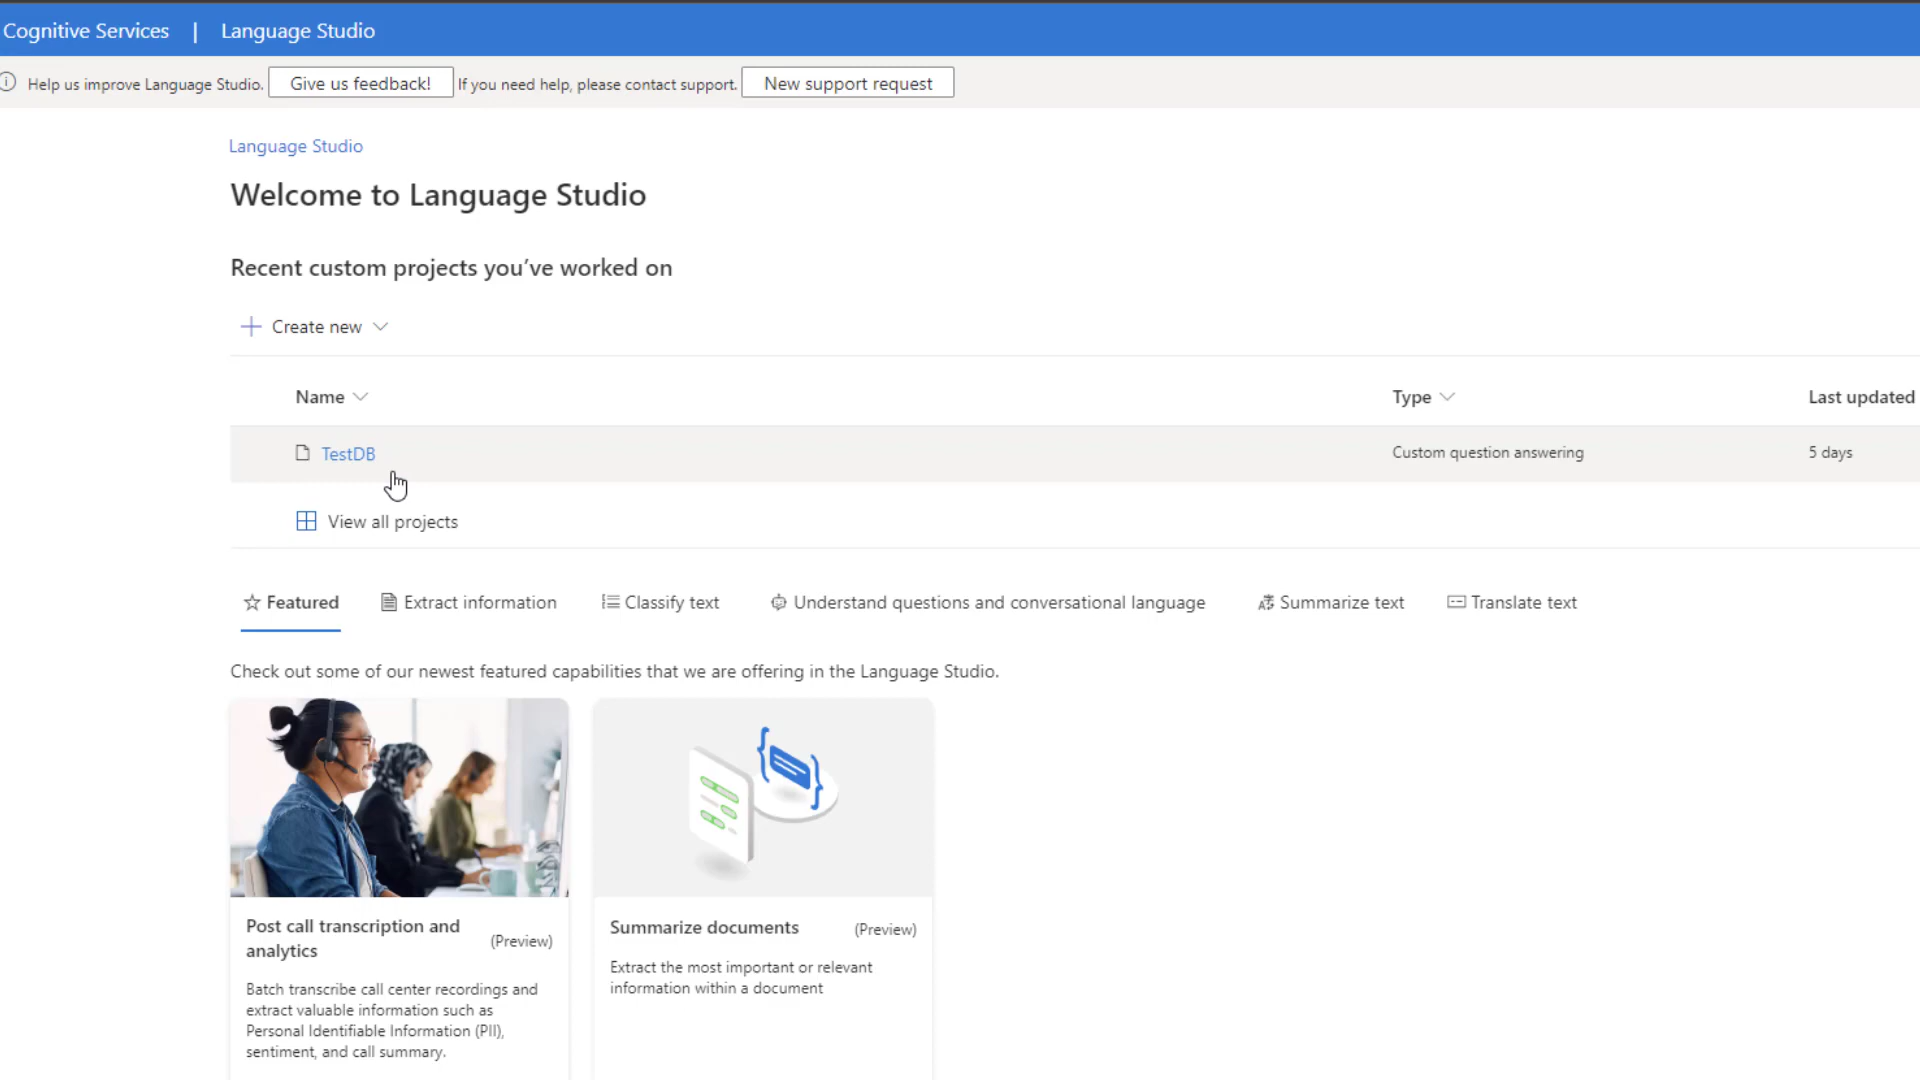 Cognitive Services | Language Studio
Help us improve Language Studio. Give us feedback! If you need help, please contact support. New support request
Language Studio
Welcome to Language Studio
Recent custom projects you’ve worked on
Create new
Name Type Last updated
TestDB Custom question answering 5 days
View all projects
Featured Extract information Classify text Understand questions and conversational language Summarize text Translate text
Check out some of our newest featured capabilities that we are offering in the Language Studio.
Post call transcription and
analytics
(Preview)
Batch transcribe call center recordings and
extract valuable information such as
Personal Identifiable Information (PII),
sentiment, and call summary.
Summarize documents (Preview)
Extract the most important or relevant
information within a document